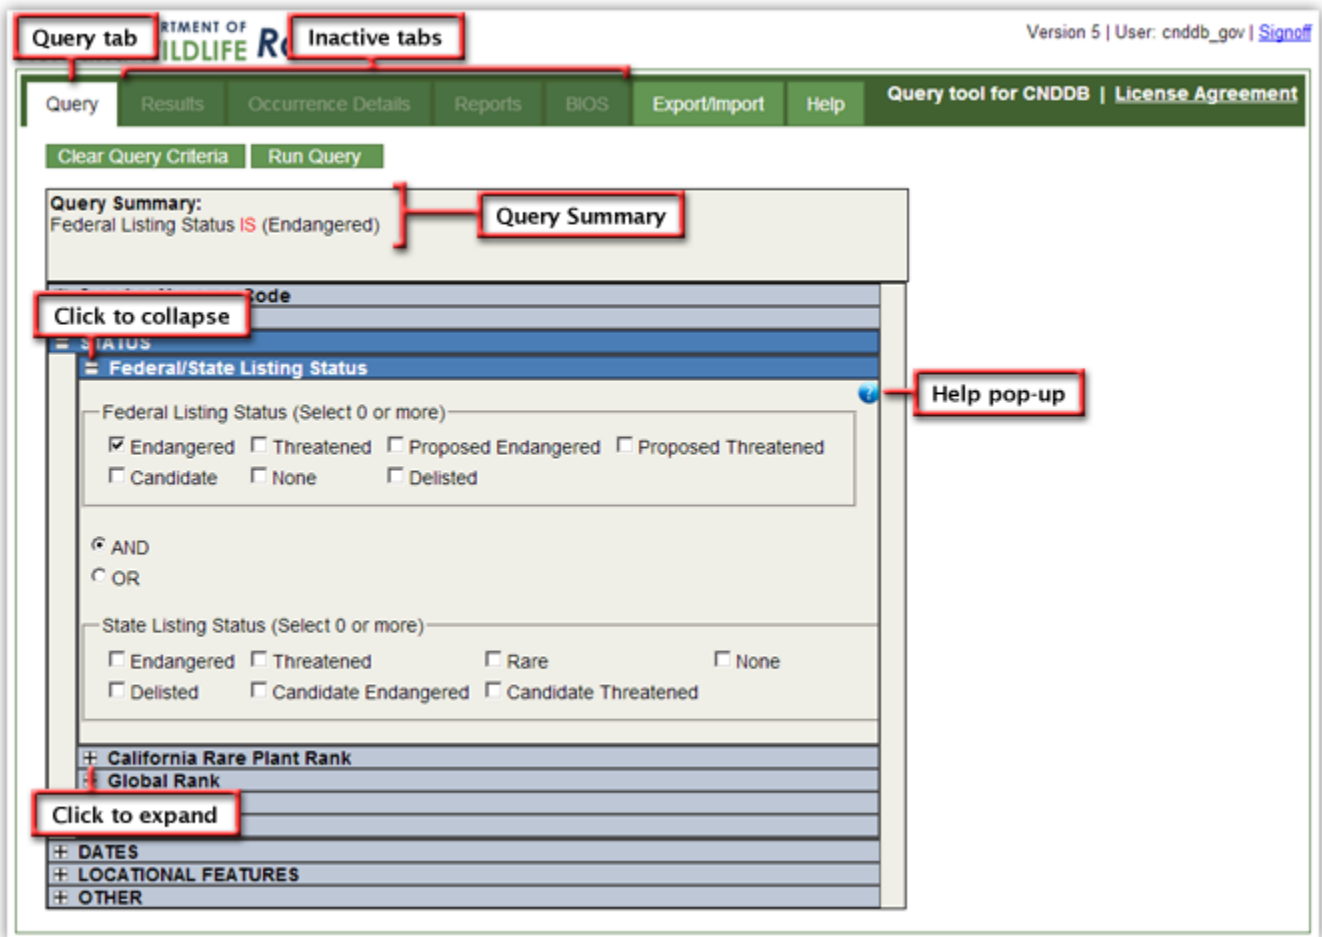 Query tab
RTMENT OF
ILDLIFE
Inactive tabs
Version 5 | User: cnddb_gov | Signoff
Query Results Occurrence Details Reports BIOS Export/Import Help
Query tool for CNDDB | License Agreement
Clear Query Criteria Run Query
Query Summary:
Federal Listing Status IS (Endangered)
Query Summary
Code
Click to collapse
STATUS
Federal/State Listing Status
Help pop-up
Federal Listing Status (Select 0 or more)
Endangered Threatened Proposed Endangered Proposed Threatened
Candidate None Delisted
AND
OR
State Listing Status (Select 0 or more)
Endangered Threatened Rare None
Delisted Candidate Endangered Candidate Threatened
California Rare Plant Rank
Global Rank
Click to expand
DATES
LOCATIONAL FEATURES
OTHER